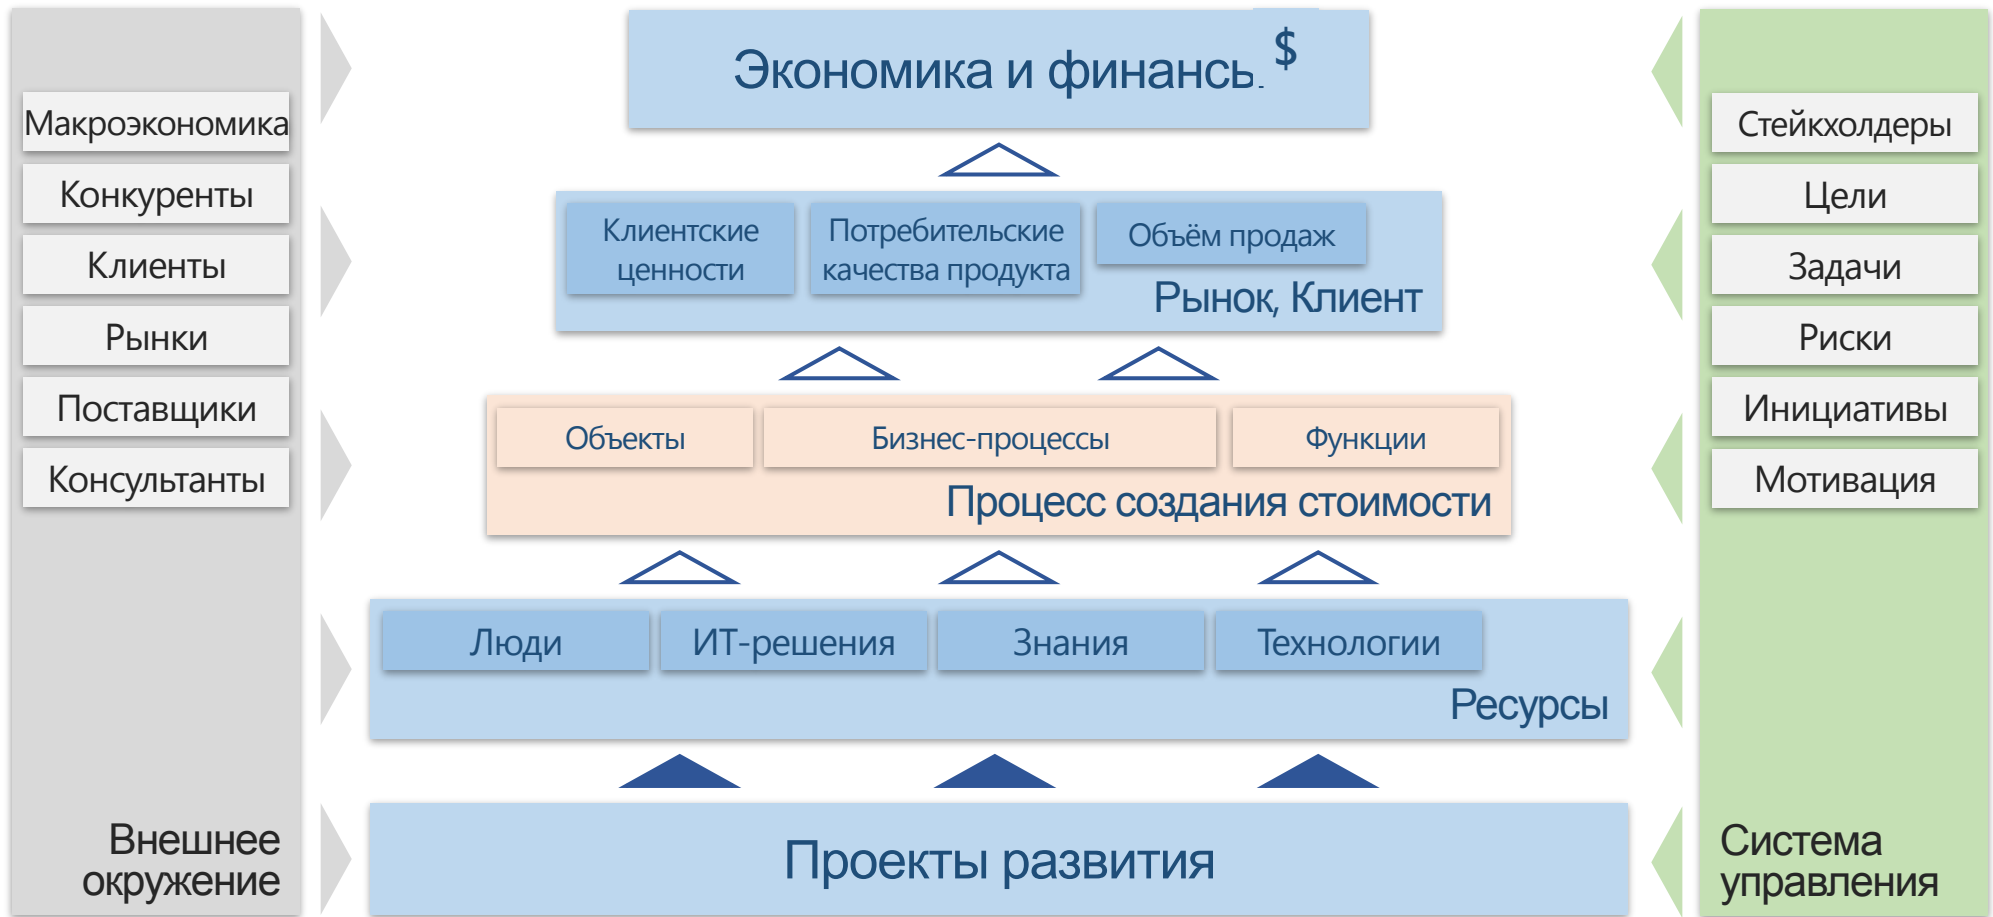 Макроэкономика
Конкуренты
Клиенты
Рынки
Поставщики
Консультанты
Внешнее
окружение
Экономика и финансы
$
Клиентские
ценности
Потребительские
качества продукта
Объём продаж
Рынок, Клиент
Объекты
Бизнес-процессы
Функции
Процесс создания стоимости
Люди
ИТ-решения
Знания
Технологии
Ресурсы
Проекты развития
Стейкхолдеры
Цели
Задачи
Риски
Инициативы
Мотивация
Система
управления